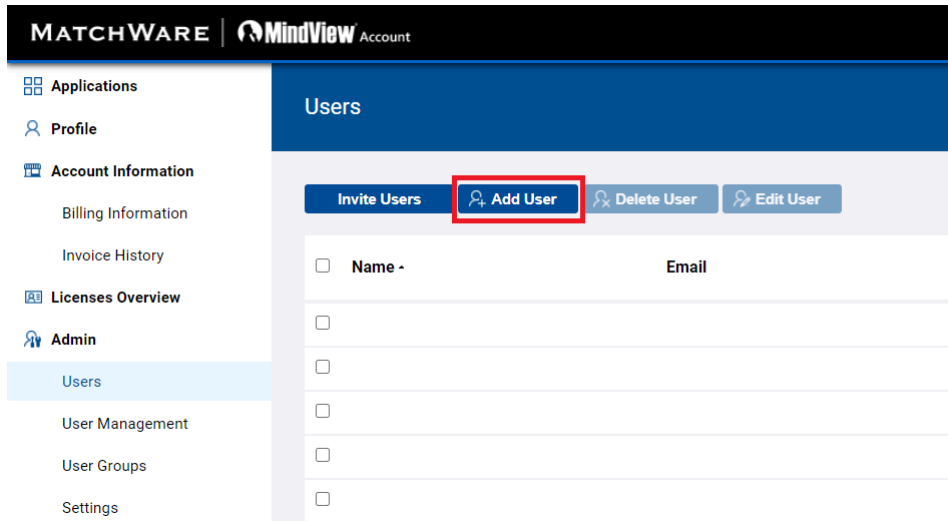 MATCHWARE MindView Account
Applications
Profile
Account Information
Billing Information
Invoice History
Licenses Overview
Admin
Users
User Management
User Groups
Settings
Users
Invite Users Add User Delete User Edit User
Name Email